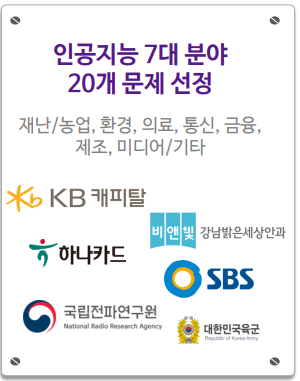 인공지능 7대 분야
20개 문제 선정
재난/농업, 환경, 의료, 통신, 금융,
제조, 미디어/기타
KB 캐피탈
비앤빛 강남밝은세상안과
하나카드
SBS
국립전파연구원
National Radio Research Agency
대한민국육군
Republic of Korea Army